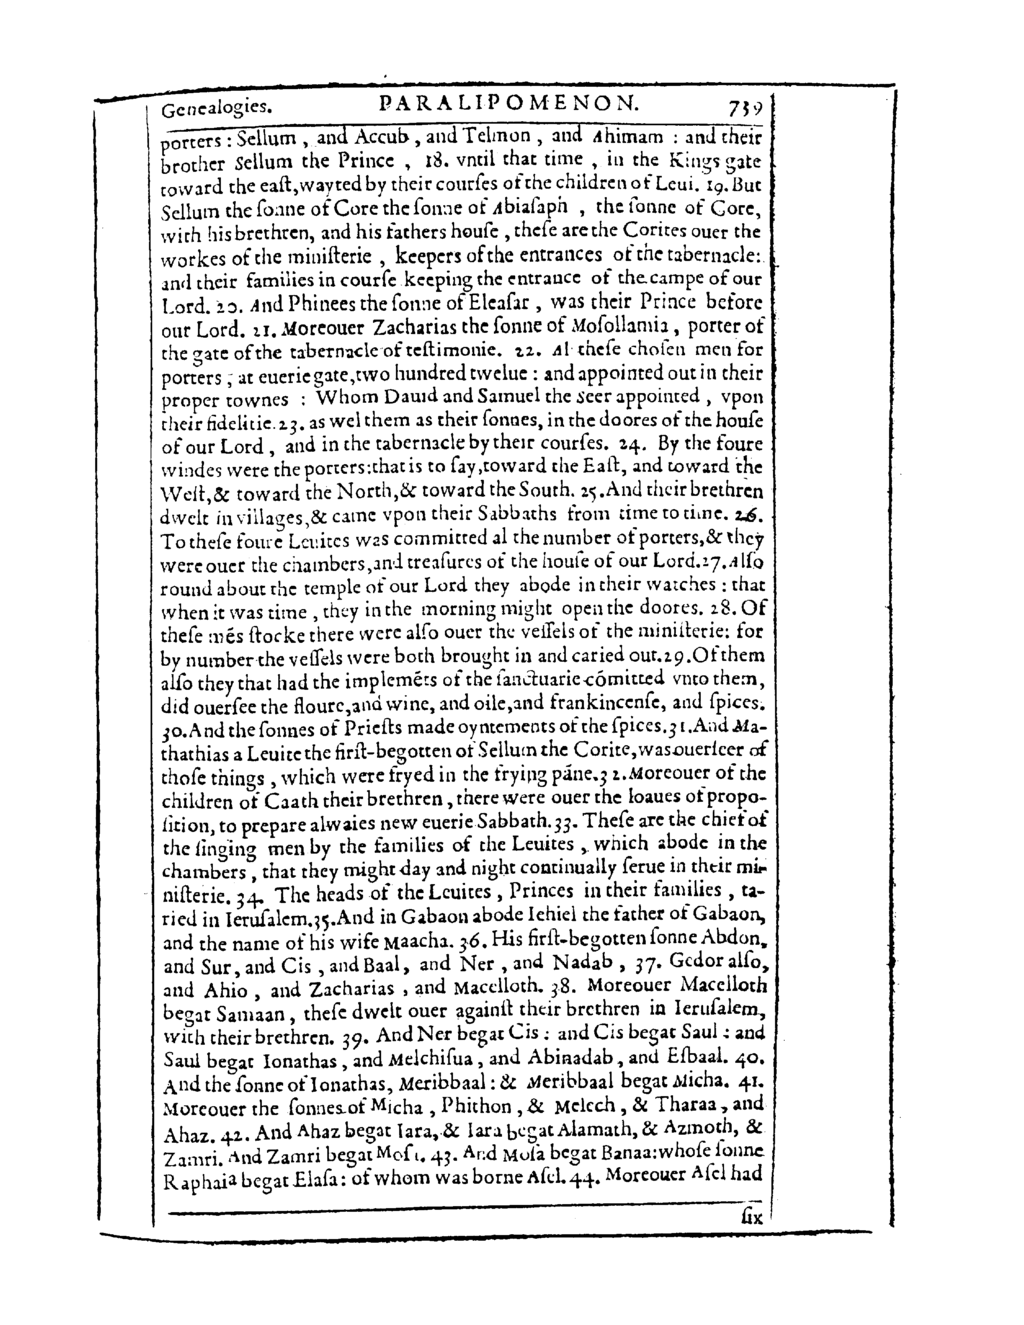 Genealogies. PARALIPOMENON. 739
porters : Sellum , and Accub , and Telmon , and Ahimam : and their
brother Sellum the Prince , 18. vntil that time , in the Kings gate
toward the eaſt,wayted by their courſes of the children of Leui. 19.But
Sellum the ſonne of Core the ſonne of Abiaſaph , the ſonne of Core,
with his brethren, and his fathers houſe , theſe are the Corites ouer the
workes of the miniſterie , keepers of the entrances of the tabernacle:
and their families in courſe keeping the entrance of the campe of our
Lord. 20. And Phinees the ſonne of Eleaſar , was their Prince before
our Lord. 21. Moreouer Zacharias the ſonne of Moſollamia , porter of
the gate of the tabernacle of teſtimonie. 22. Al theſe choſen men for
porters , at euerie gate,two hundred twelue : and appointed out in their
proper townes : Whom Dauid and Samuel the Seer appointed , vpon
their fidelitie.23. as wel them as their ſonnes, in the doores of the houſe
of our Lord , and in the tabernacle by their courſes. 24. By the foure
windes were the porters:that is to ſay,toward the Eaſt, and toward the
Weſt,& toward the North,& toward the South. 25.And their brethren
dwelt in villages,& came vpon their Sabbaths from time to time. 26.
To theſe foure Leuites was committed al the number of porters,& they
were ouer the chambers,and treaſures of the houſe of our Lord.27.Alſo
round about the temple of our Lord they abode in their watches : that
when it was time , they in the morning might open the doores. 28. Of
theſe mēs ſtocke there were alſo ouer the veſſels of the miniſterie: for
by number the veſſels were both brought in and caried out.29.Of them
alſo they that had the implemēts of the ſanctuarie cōmitted vnto them,
did ouerſee the floure,and wine, and oile,and frankincenſe, and ſpices.
30.And the ſonnes of Prieſts made oyntements of the ſpices.31.And Ma-
thathias a Leuite the firſt-begotten of Sellum the Corite,was ouerſeer of
thoſe things , which were fryed in the frying pāne.32.Moreouer of the
children of Caath their brethren , there were ouer the loaues of propo-
ſition, to prepare alwaies new euerie Sabbath.33. Theſe are the chief of
the ſinging men by the families of the Leuites , which abode in the
chambers , that they might day and night continually ſerue in their mi-
niſterie. 34. The heads of the Leuites , Princes in their families , ta-
ried in Ieruſalem.35.And in Gabaon abode Iehiel the father of Gabaon,
and the name of his wife Maacha. 36. His firſt-begotten ſonne Abdon,
and Sur , and Cis , and Baal , and Ner , and Nadab , 37. Gedor alſo,
and Ahio , and Zacharias , and Macelloth. 38. Moreouer Macelloth
begat Samaan , theſe dwelt ouer againſt their brethren in Ieruſalem,
with their brethren. 39. And Ner begat Cis : and Cis begat Saul : and
Saul begat Ionathas , and Melchiſua , and Abinadab , and Eſbaal. 40.
And the ſonne of Ionathas, Meribbaal : & Meribbaal begat Micha. 41.
Moreouer the ſonnes of Micha , Phithon , & Melech , & Tharaa , and
Ahaz. 42. And Ahaz begat Iara, & Iara begat Alamath, & Azmoth, &
Zamri. And Zamri begat Moſa. 43. And Moſa begat Banaa:whoſe ſonne
Raphaia begat Elaſa : of whom was borne Aſel. 44. Moreouer Aſel had
ſix